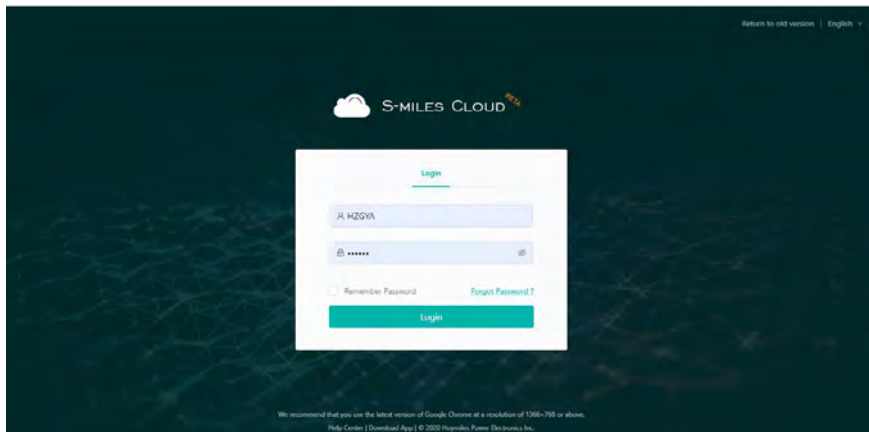 Return to old version | English
S-MILES CLOUD BETA
Login
HZGYA
••••••
Remember Password Forgot Password ?
Login
We recommend that you use the latest version of Google Chrome at a resolution of 1366×768 or above.
Help Center | Download App | © 2020 Hoymiles Power Electronics Inc.